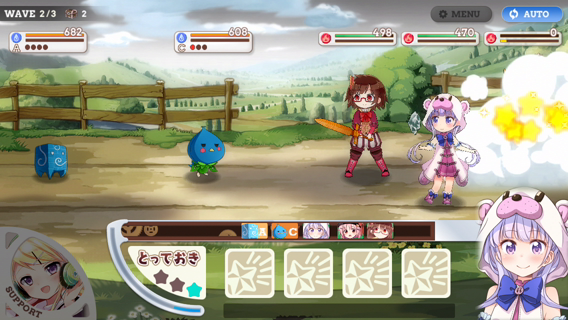 WAVE 2/3 2
MENU
AUTO
682
A
608
C
498
470
0
A C
とっておき
SUPPORT